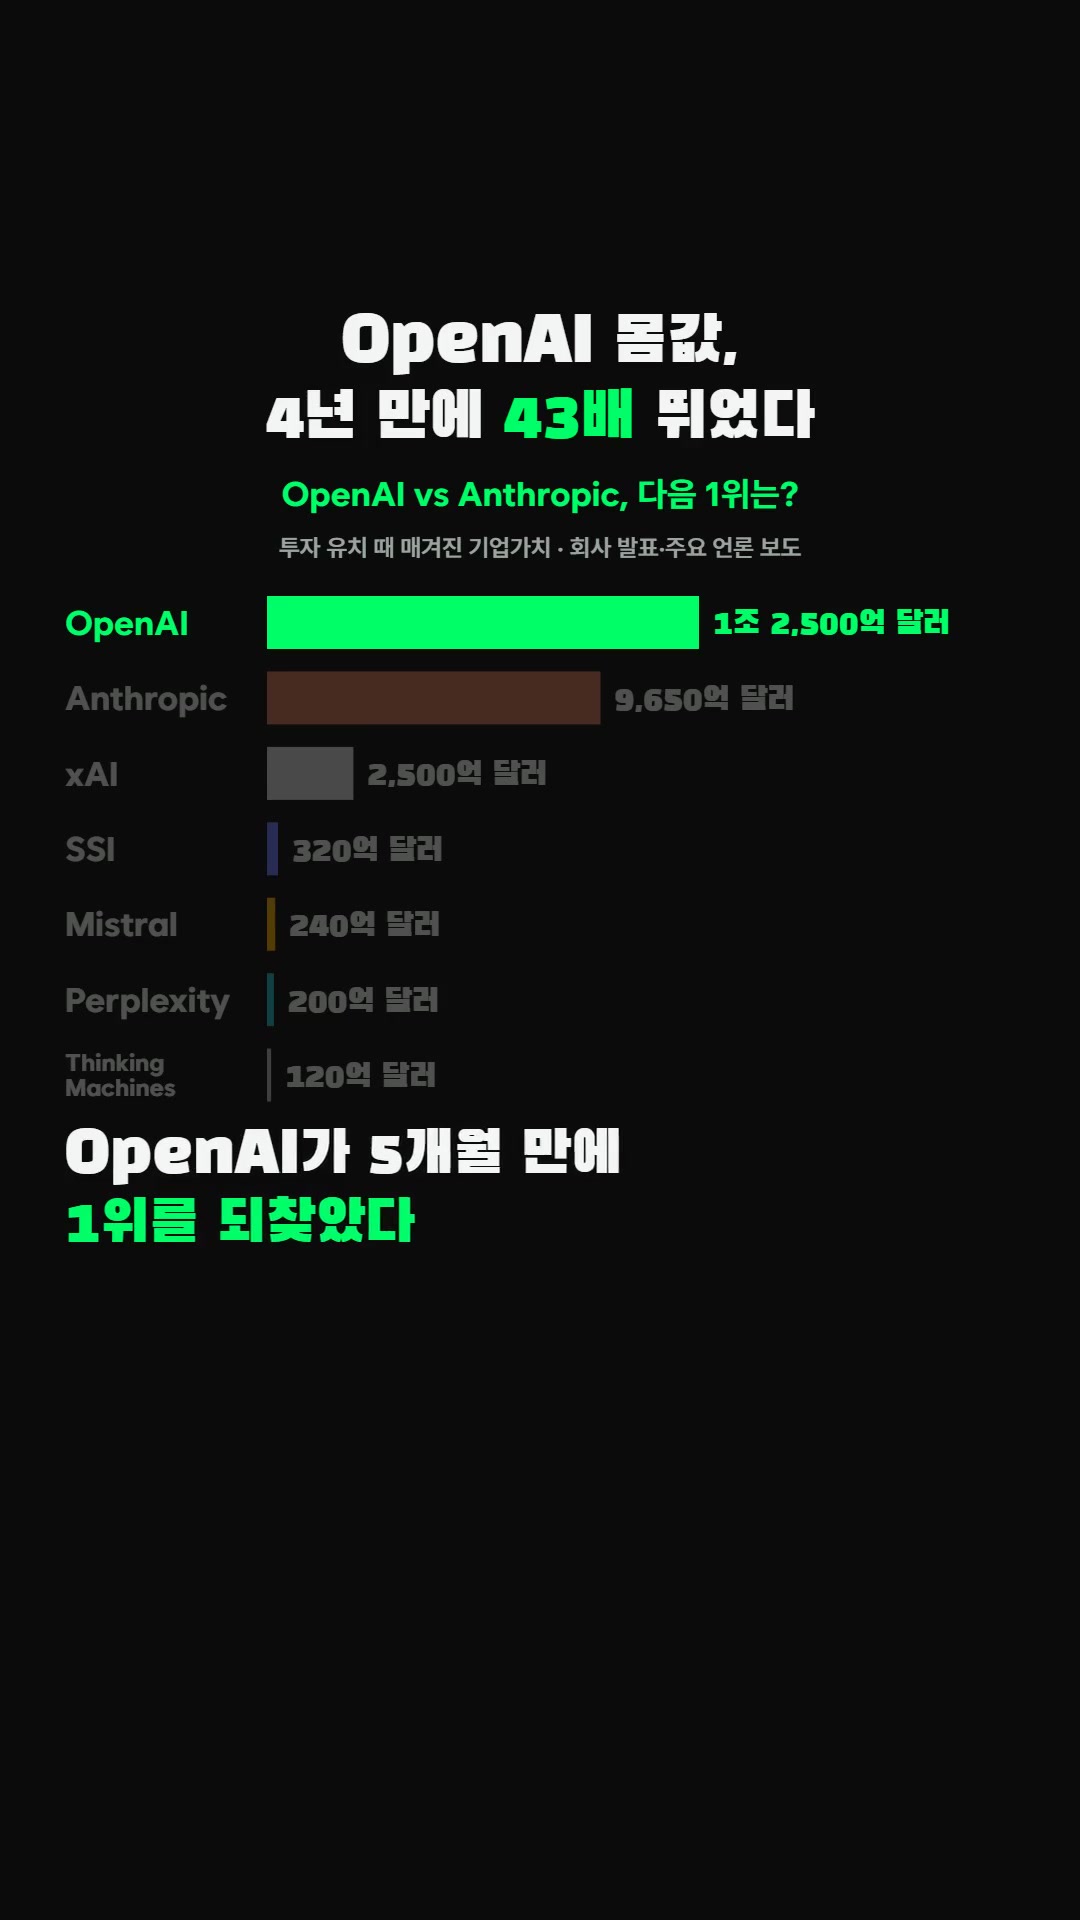 OpenAI 몸값,
4년 만에 43배 뛰었다
OpenAI vs Anthropic, 다음 1위는?
투자 유치 때 매겨진 기업가치 · 회사 발표·주요 언론 보도
OpenAI 1조 2,500억 달러
Anthropic 9,650억 달러
xAI 2,500억 달러
SSI 320억 달러
Mistral 240억 달러
Perplexity 200억 달러
Thinking
Machines 120억 달러
OpenAI가 5개월 만에
1위를 되찾았다